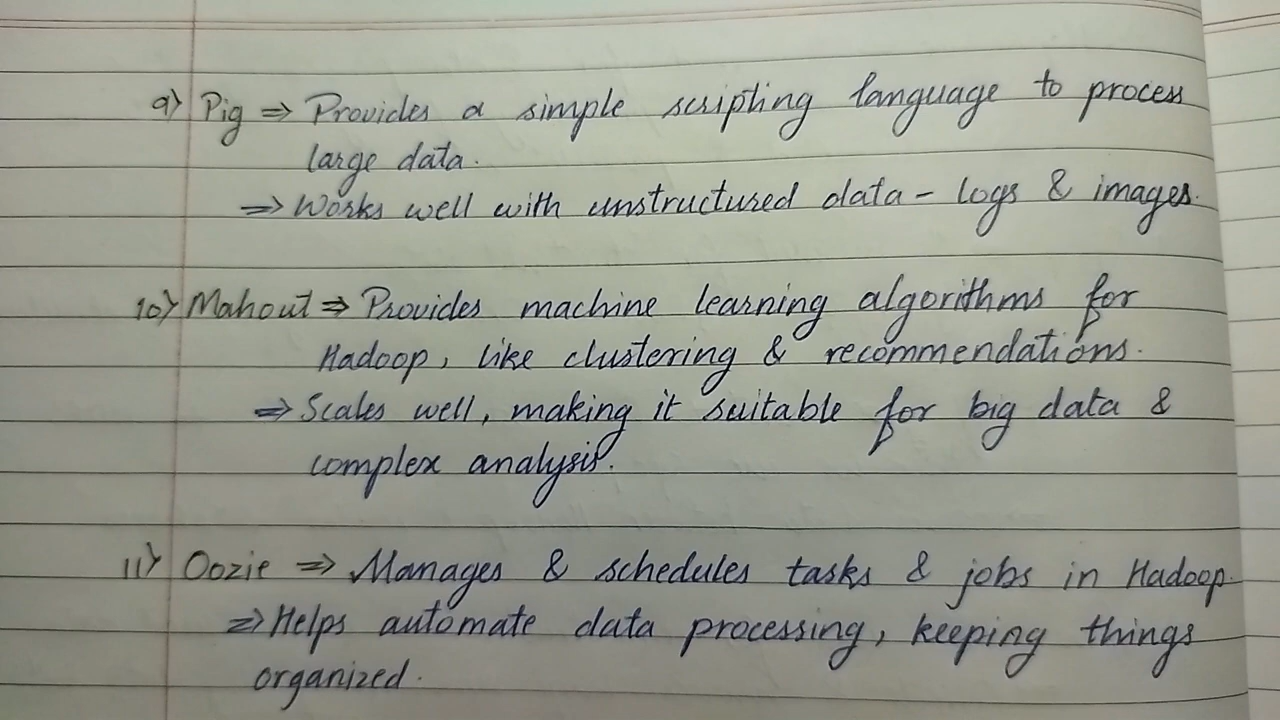 9) Pig ⇒ Provides a simple scripting language to process
large data.
⇒ Works well with unstructured data - logs & images.
10) Mahout ⇒ Provides machine learning algorithms for
Hadoop, like clustering & recommendations.
⇒ Scales well, making it suitable for big data &
complex analysis.
11) Oozie ⇒ Manages & schedules tasks & jobs in Hadoop.
⇒ Helps automate data processing, keeping things
organized.